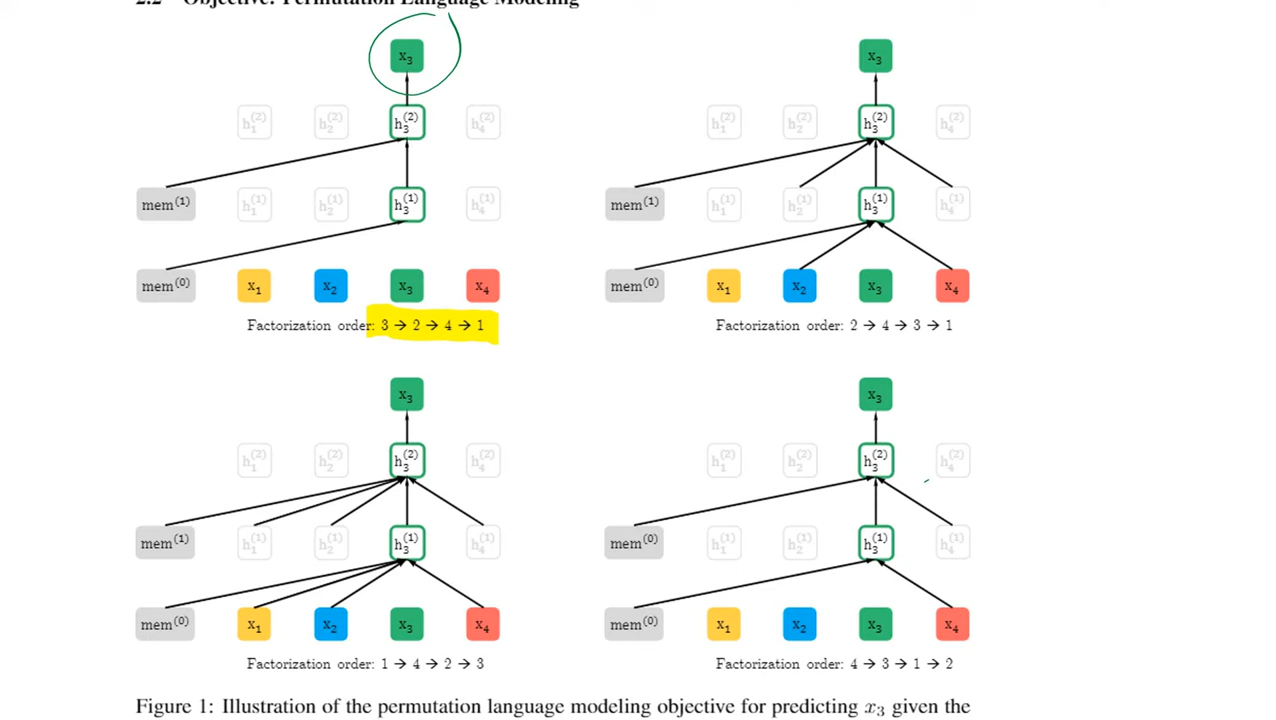 2.2 Objective: Permutation Language Modeling
x₃ x₃
h₁⁽²⁾ h₂⁽²⁾ h₃⁽²⁾ h₄⁽²⁾ h₁⁽²⁾ h₂⁽²⁾ h₃⁽²⁾ h₄⁽²⁾
mem⁽¹⁾ h₁⁽¹⁾ h₂⁽¹⁾ h₃⁽¹⁾ h₄⁽¹⁾ mem⁽¹⁾ h₁⁽¹⁾ h₂⁽¹⁾ h₃⁽¹⁾ h₄⁽¹⁾
mem⁽⁰⁾ x₁ x₂ x₃ x₄ mem⁽⁰⁾ x₁ x₂ x₃ x₄
Factorization order: 3 → 2 → 4 → 1 Factorization order: 2 → 4 → 3 → 1
x₃ x₃
h₁⁽²⁾ h₂⁽²⁾ h₃⁽²⁾ h₄⁽²⁾ h₁⁽²⁾ h₂⁽²⁾ h₃⁽²⁾ h₄⁽²⁾
mem⁽¹⁾ h₁⁽¹⁾ h₂⁽¹⁾ h₃⁽¹⁾ h₄⁽¹⁾ mem⁽⁰⁾ h₁⁽¹⁾ h₂⁽¹⁾ h₃⁽¹⁾ h₄⁽¹⁾
mem⁽⁰⁾ x₁ x₂ x₃ x₄ mem⁽⁰⁾ x₁ x₂ x₃ x₄
Factorization order: 1 → 4 → 2 → 3 Factorization order: 4 → 3 → 1 → 2
Figure 1: Illustration of the permutation language modeling objective for predicting x₃ given the